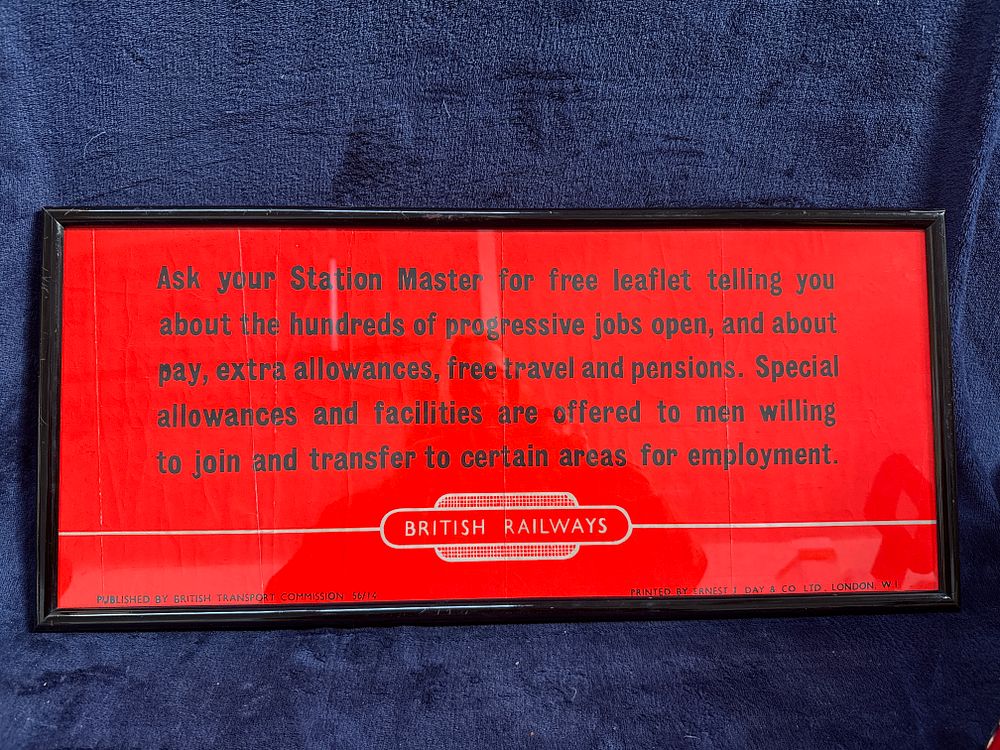 Ask your Station Master for free leaflet telling you
about the hundreds of progressive jobs open, and about
pay, extra allowances, free travel and pensions. Special
allowances and facilities are offered to men willing
to join and transfer to certain areas for employment.
BRITISH RAILWAYS
PUBLISHED BY BRITISH TRANSPORT COMMISSION 56/14
PRINTED BY ERNEST J. DAY & CO. LTD., LONDON, W.1.